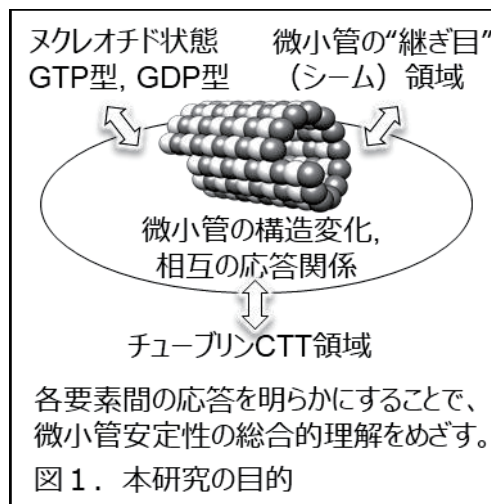 ヌクレオチド状態
GTP型, GDP型
微小管の“継ぎ目”
（シーム）領域
微小管の構造変化,
相互の応答関係
チューブリンCTT領域
各要素間の応答を明らかにすることで、
微小管安定性の総合的理解をめざす。
図１．本研究の目的